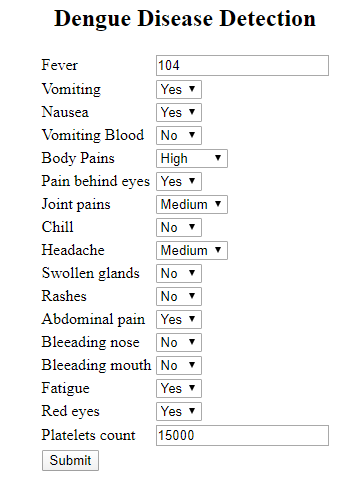 Dengue Disease Detection
Fever 104
Vomiting Yes
Nausea Yes
Vomiting Blood No
Body Pains High
Pain behind eyes Yes
Joint pains Medium
Chill No
Headache Medium
Swollen glands No
Rashes No
Abdominal pain Yes
Bleeading nose No
Bleeading mouth No
Fatigue Yes
Red eyes Yes
Platelets count 15000
Submit